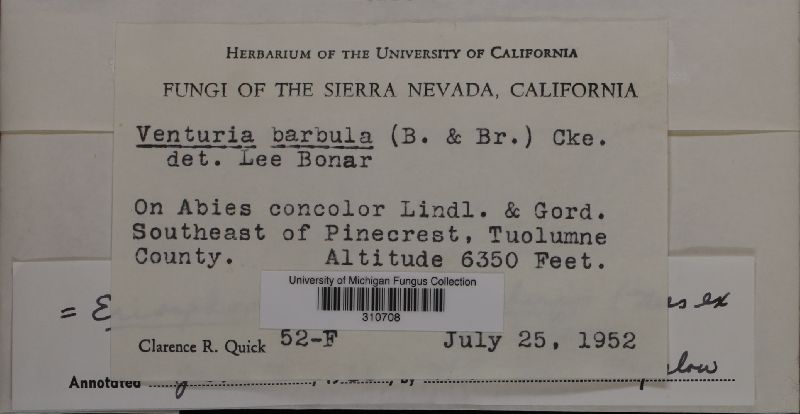 HERBARIUM OF THE UNIVERSITY OF CALIFORNIA
FUNGI OF THE SIERRA NEVADA, CALIFORNIA
Venturia barbula (B. & Br.) Cke.
det. Lee Bonar
On Abies concolor Lindl. & Gord.
Southeast of Pinecrest, Tuolumne
County. Altitude 6350 Feet.
University of Michigan Fungus Collection
310708
= ex
Clarence R. Quick 52-F July 25, 1952
Annotated by